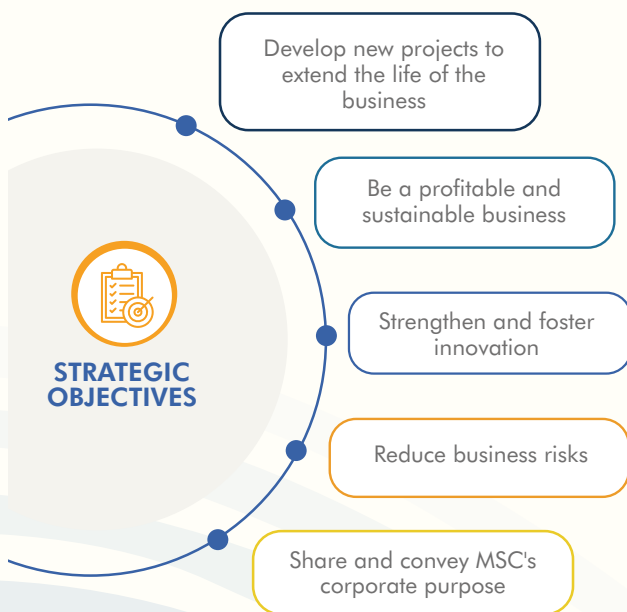 Develop new projects to
extend the life of the
business
Be a profitable and
sustainable business
Strengthen and foster
innovation
STRATEGIC
OBJECTIVES
Reduce business risks
Share and convey MSC's
corporate purpose